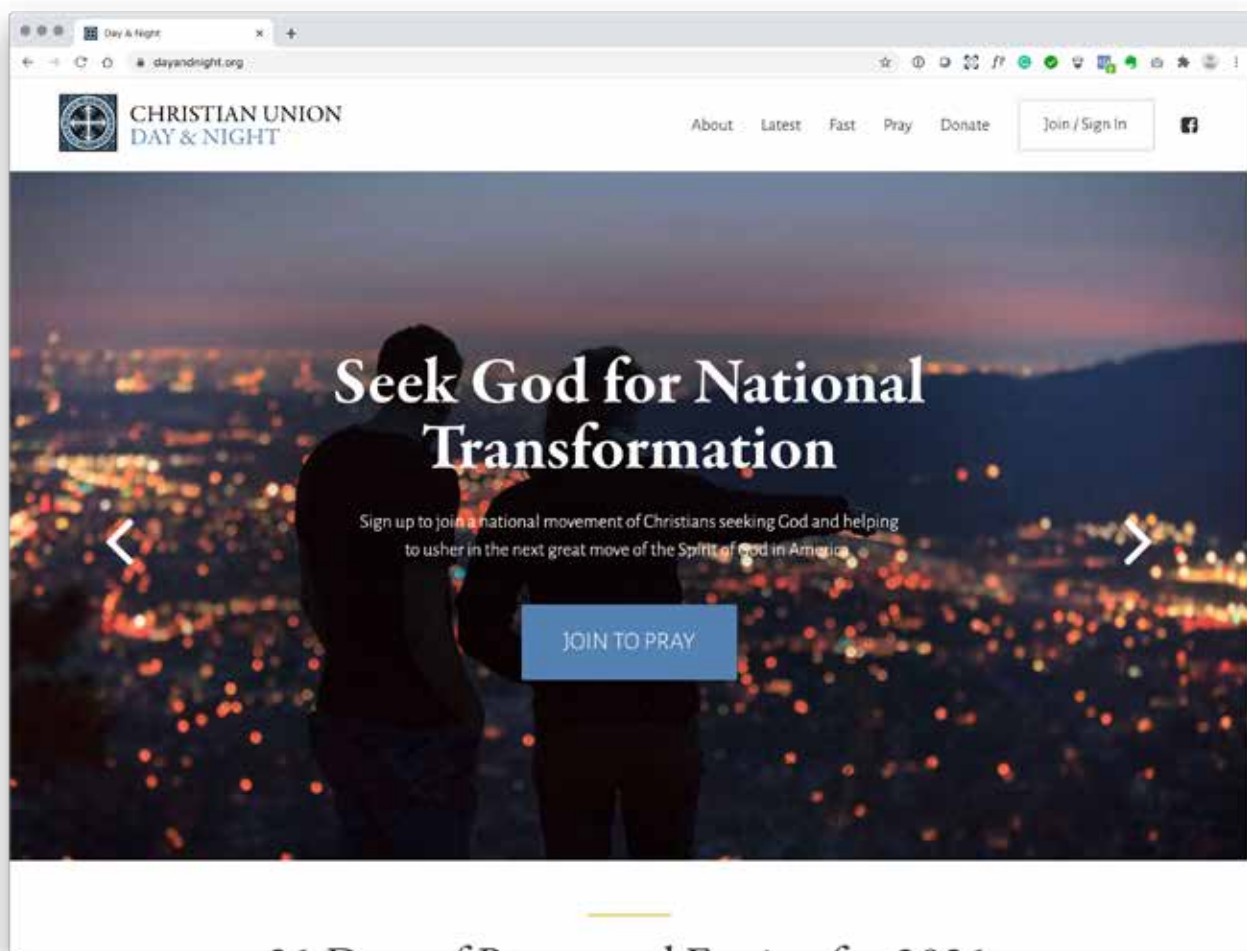 Day & Night
dayandnight.org
CHRISTIAN UNION
DAY & NIGHT
About Latest Fast Pray Donate Join / Sign In
Seek God for National
Transformation
Sign up to join a national movement of Christians seeking God and helping
to usher in the next great move of the Spirit of God in America
JOIN TO PRAY